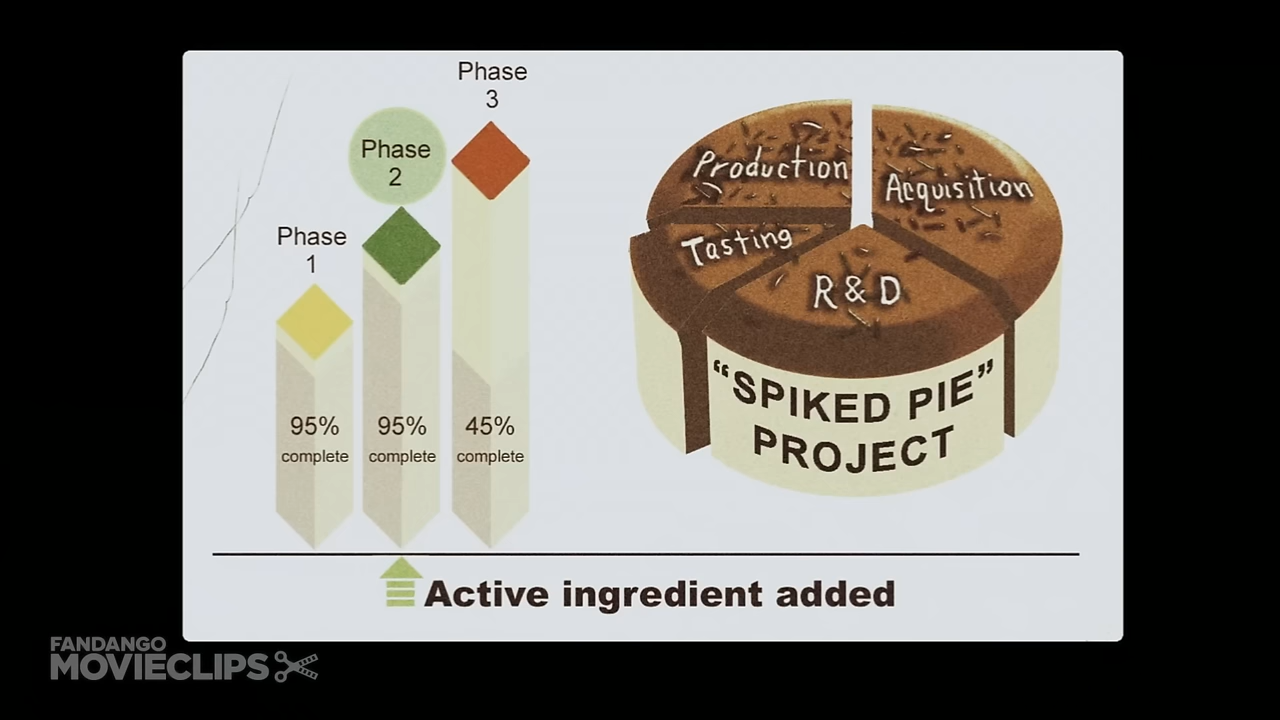 Phase
1
Phase
2
Phase
3
95%
complete
95%
complete
45%
complete
Production
Acquisition
Tasting
R & D
“SPIKED PIE”
PROJECT
Active ingredient added
FANDANGO
MOVIECLIPS